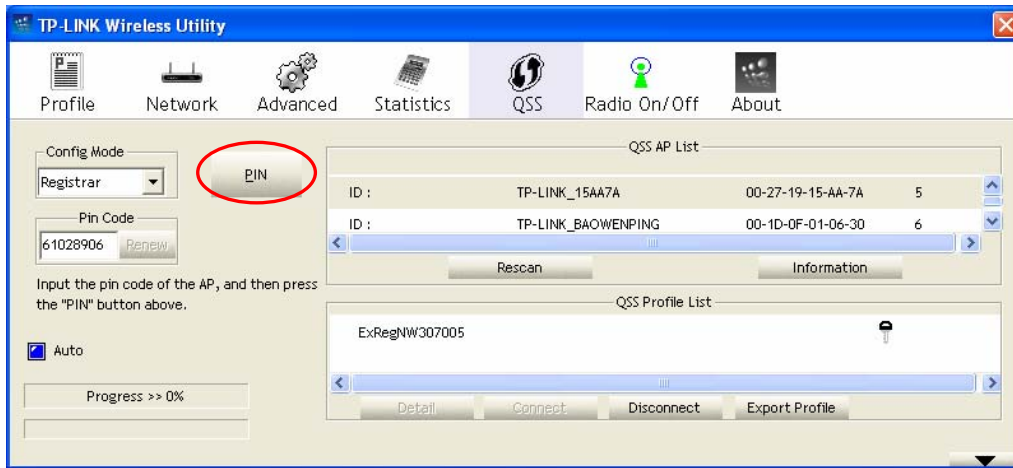 TP-LINK Wireless Utility
Profile Network Advanced Statistics QSS Radio On/Off About
Config Mode
Registrar
PIN
Pin Code
61028906 Renew
Input the pin code of the AP, and then press
the "PIN" button above.
Auto
Progress >> 0%
QSS AP List
ID : TP-LINK_15AA7A 00-27-19-15-AA-7A 5
ID : TP-LINK_BAOWENPING 00-1D-0F-01-06-30 6
Rescan Information
QSS Profile List
ExRegNW307005
Detail Connect Disconnect Export Profile